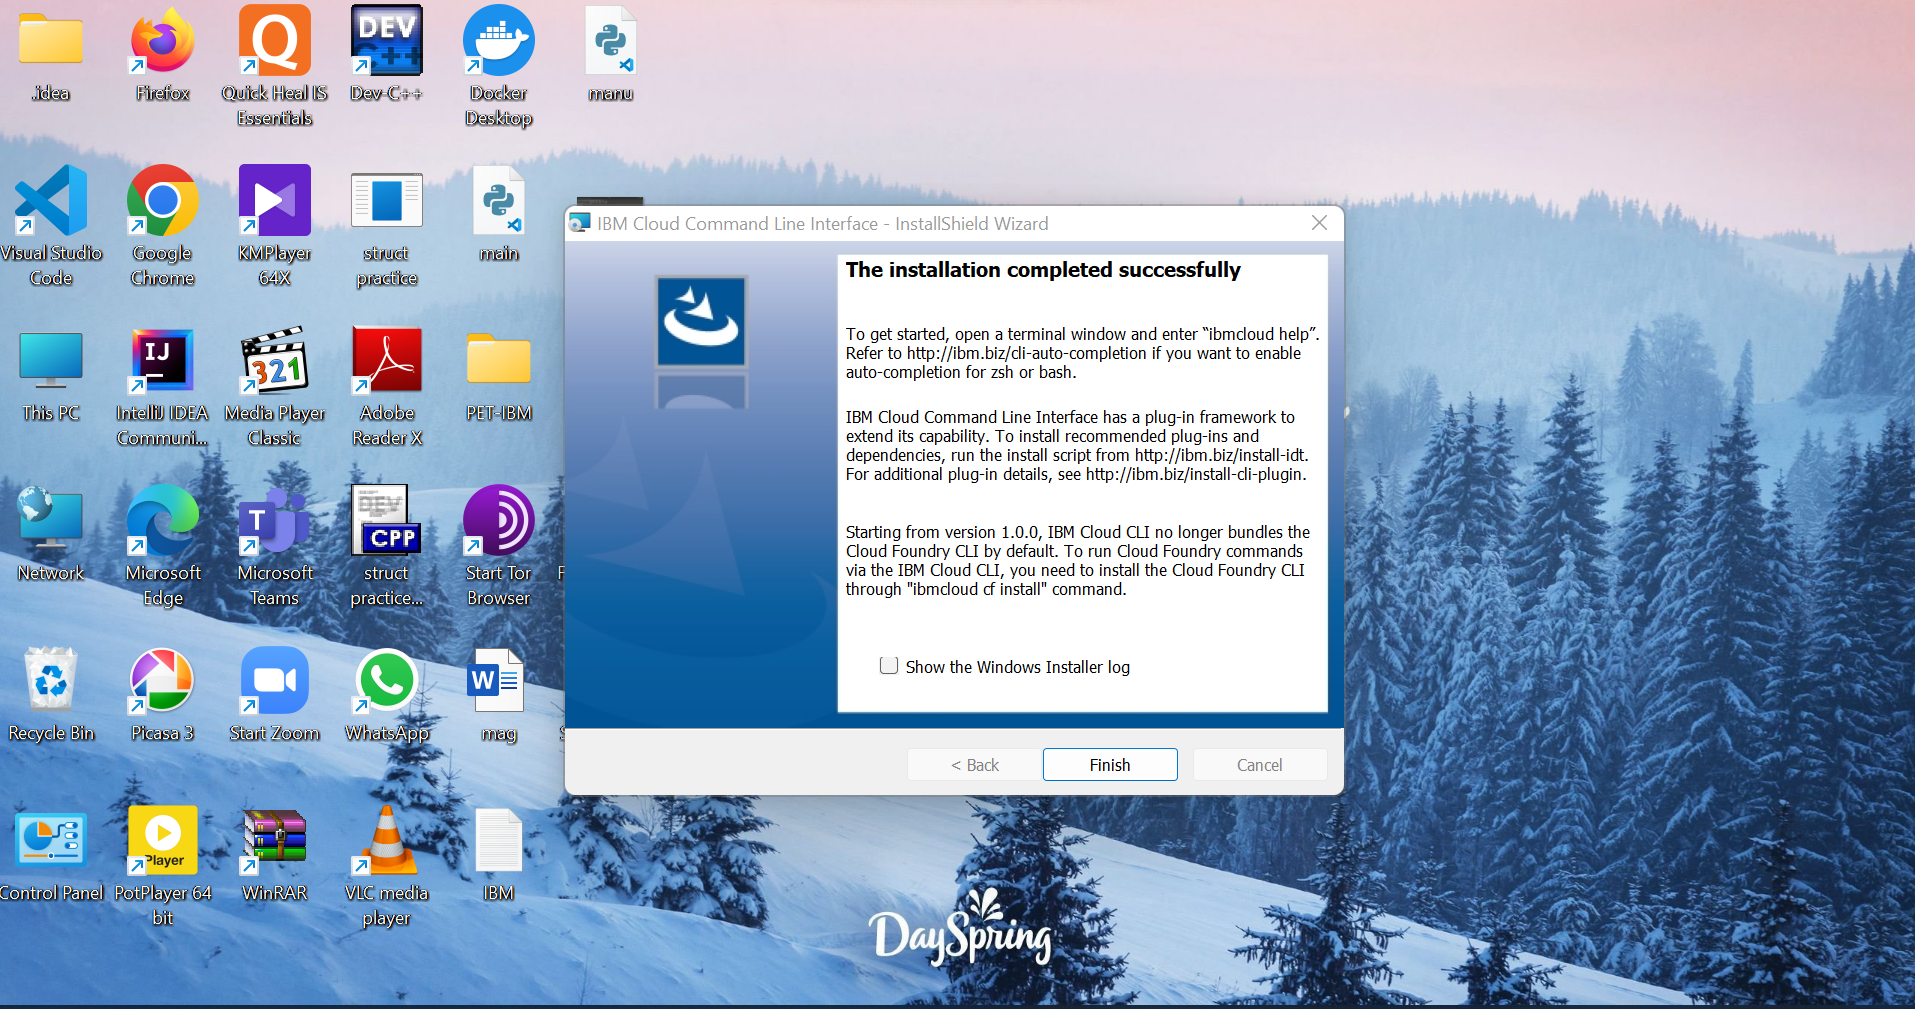 .idea
Firefox
Quick Heal IS
Essentials
DEV
C++
Dev-C++
Docker
Desktop
manu
Visual Studio
Code
Google
Chrome
KMPlayer
64X
struct
practice
main
This PC
IJ
IntelliJ IDEA
Communi...
321
Media Player
Classic
Adobe
Reader X
PET-IBM
Network
Microsoft
Edge
T
Microsoft
Teams
DEV
CPP
struct
practice...
Start Tor
Browser
F
Recycle Bin
Picasa 3
Start Zoom
WhatsApp
W
mag
Control Panel
Player
PotPlayer 64
bit
WinRAR
VLC media
player
IBM
IBM Cloud Command Line Interface - InstallShield Wizard
The installation completed successfully
To get started, open a terminal window and enter “ibmcloud help”.
Refer to http://ibm.biz/cli-auto-completion if you want to enable
auto-completion for zsh or bash.
IBM Cloud Command Line Interface has a plug-in framework to
extend its capability. To install recommended plug-ins and
dependencies, run the install script from http://ibm.biz/install-idt.
For additional plug-in details, see http://ibm.biz/install-cli-plugin.
Starting from version 1.0.0, IBM Cloud CLI no longer bundles the
Cloud Foundry CLI by default. To run Cloud Foundry commands
via the IBM Cloud CLI, you need to install the Cloud Foundry CLI
through "ibmcloud cf install" command.
Show the Windows Installer log
< Back
Finish
Cancel
DaySpring